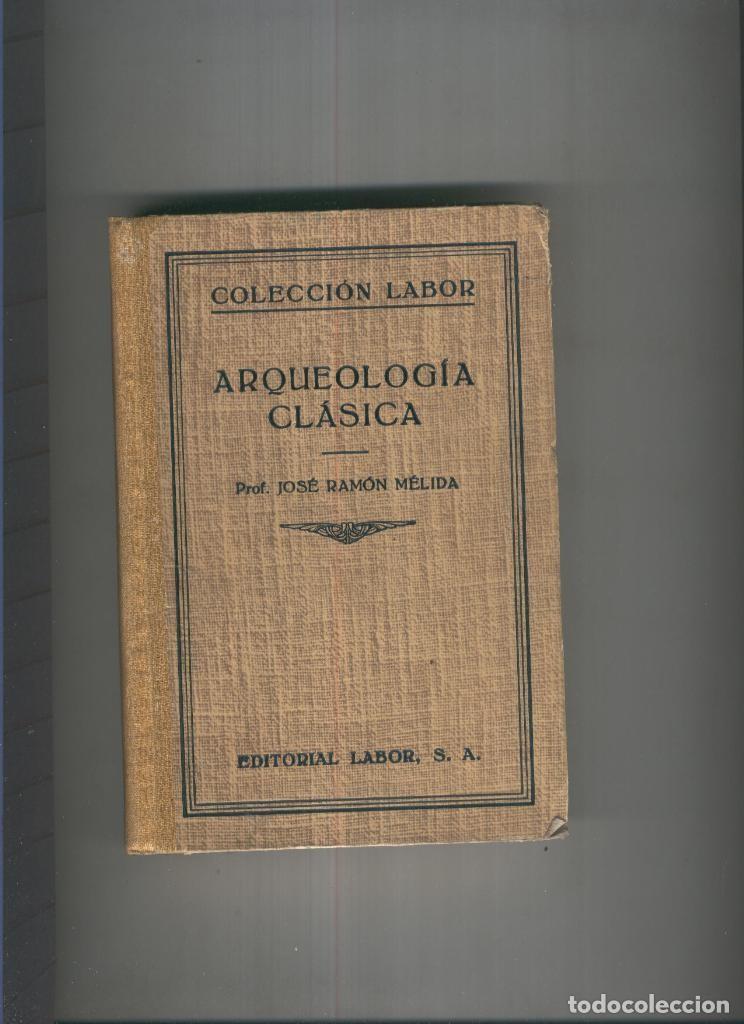 COLECCIÓN LABOR
ARQUEOLOGÍA
CLÁSICA
Prof. JOSÉ RAMÓN MÉLIDA
EDITORIAL LABOR, S. A.
todocoleccion